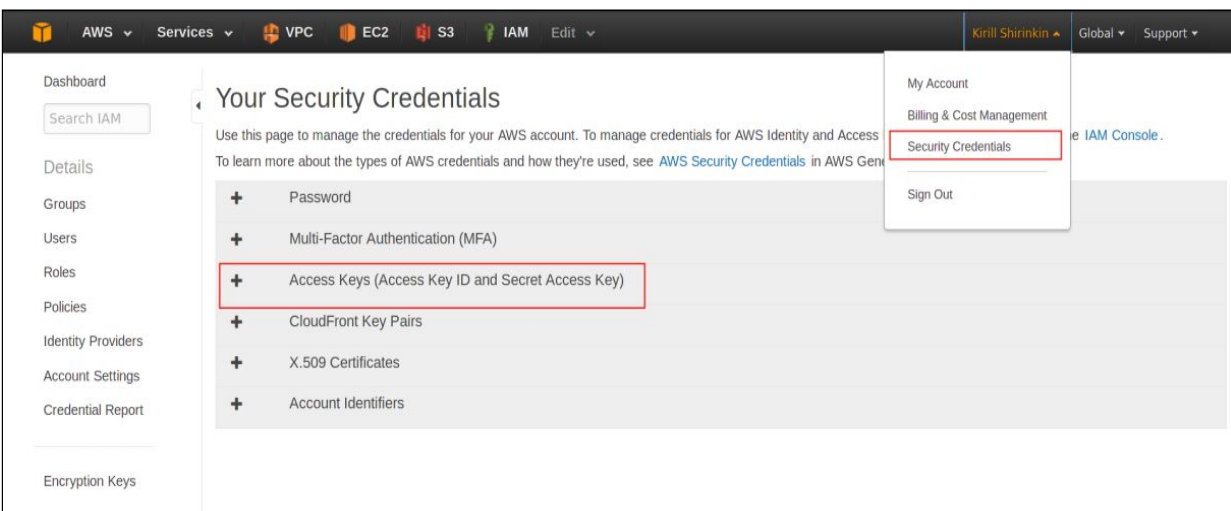 AWS Services VPC EC2 S3 IAM Edit Kirill Shirinkin Global Support
Dashboard
Search IAM
Details
Groups
Users
Roles
Policies
Identity Providers
Account Settings
Credential Report
Encryption Keys
Your Security Credentials
Use this page to manage the credentials for your AWS account. To manage credentials for AWS Identity and Access e IAM Console.
To learn more about the types of AWS credentials and how they're used, see AWS Security Credentials in AWS Gene
+ Password
+ Multi-Factor Authentication (MFA)
+ Access Keys (Access Key ID and Secret Access Key)
+ CloudFront Key Pairs
+ X.509 Certificates
+ Account Identifiers
My Account
Billing & Cost Management
Security Credentials
Sign Out